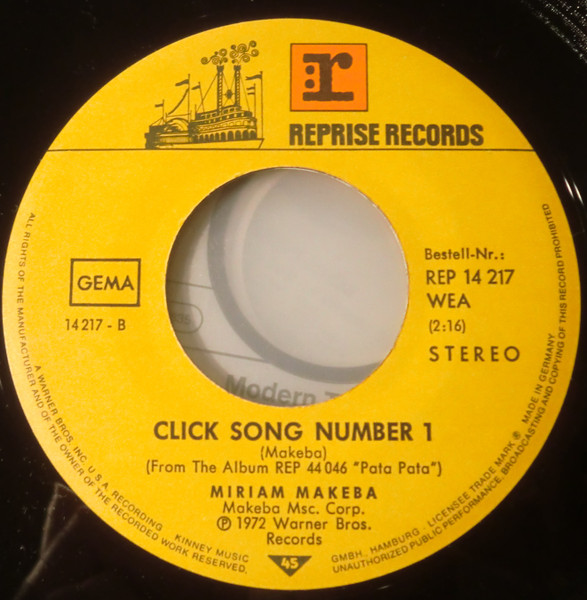 r
REPRISE RECORDS
GEMA
14 217 - B
Bestell-Nr.:
REP 14 217
WEA
(2:16)
STEREO
Modern
CLICK SONG NUMBER 1
(Makeba)
(From The Album REP 44 046 "Pata Pata")
MIRIAM MAKEBA
Makeba Msc. Corp.
Ⓟ 1972 Warner Bros.
Records
45
ALL RIGHTS OF THE MANUFACTURER AND OF THE OWNER OF THE RECORDED WORK RESERVED.
A WARNER BROS. INC. U.S.A. RECORDING
KINNEY MUSIC GMBH. HAMBURG · LICENSEE TRADE MARK ® MADE IN GERMANY
UNAUTHORIZED PUBLIC PERFORMANCE, BROADCASTING AND COPYING OF THIS RECORD PROHIBITED